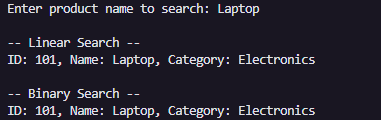 Enter product name to search: Laptop
-- Linear Search --
ID: 101, Name: Laptop, Category: Electronics
-- Binary Search --
ID: 101, Name: Laptop, Category: Electronics